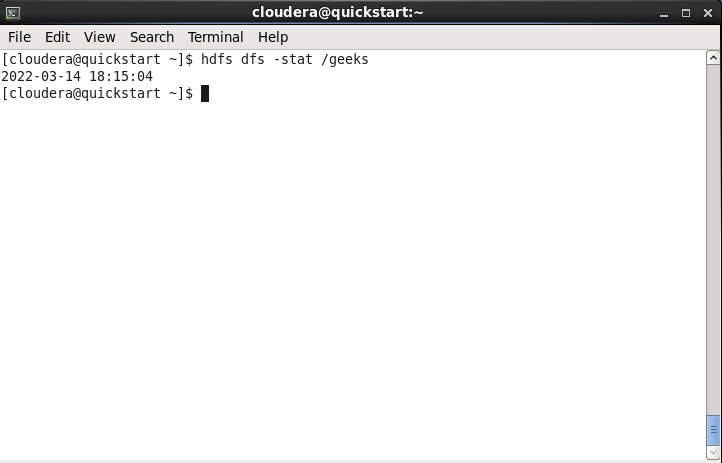 cloudera@quickstart:~
File Edit View Search Terminal Help
[cloudera@quickstart ~]$ hdfs dfs -stat /geeks
2022-03-14 18:15:04
[cloudera@quickstart ~]$